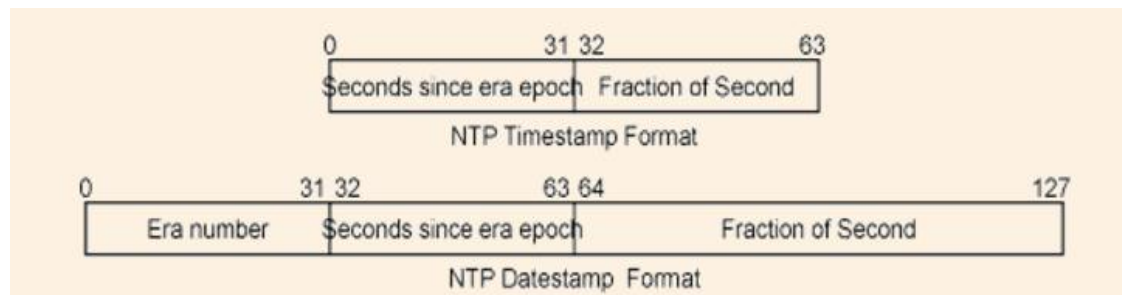 0 31 32 63
Seconds since era epoch Fraction of Second
NTP Timestamp Format
0 31 32 63 64 127
Era number Seconds since era epoch Fraction of Second
NTP Datestamp Format